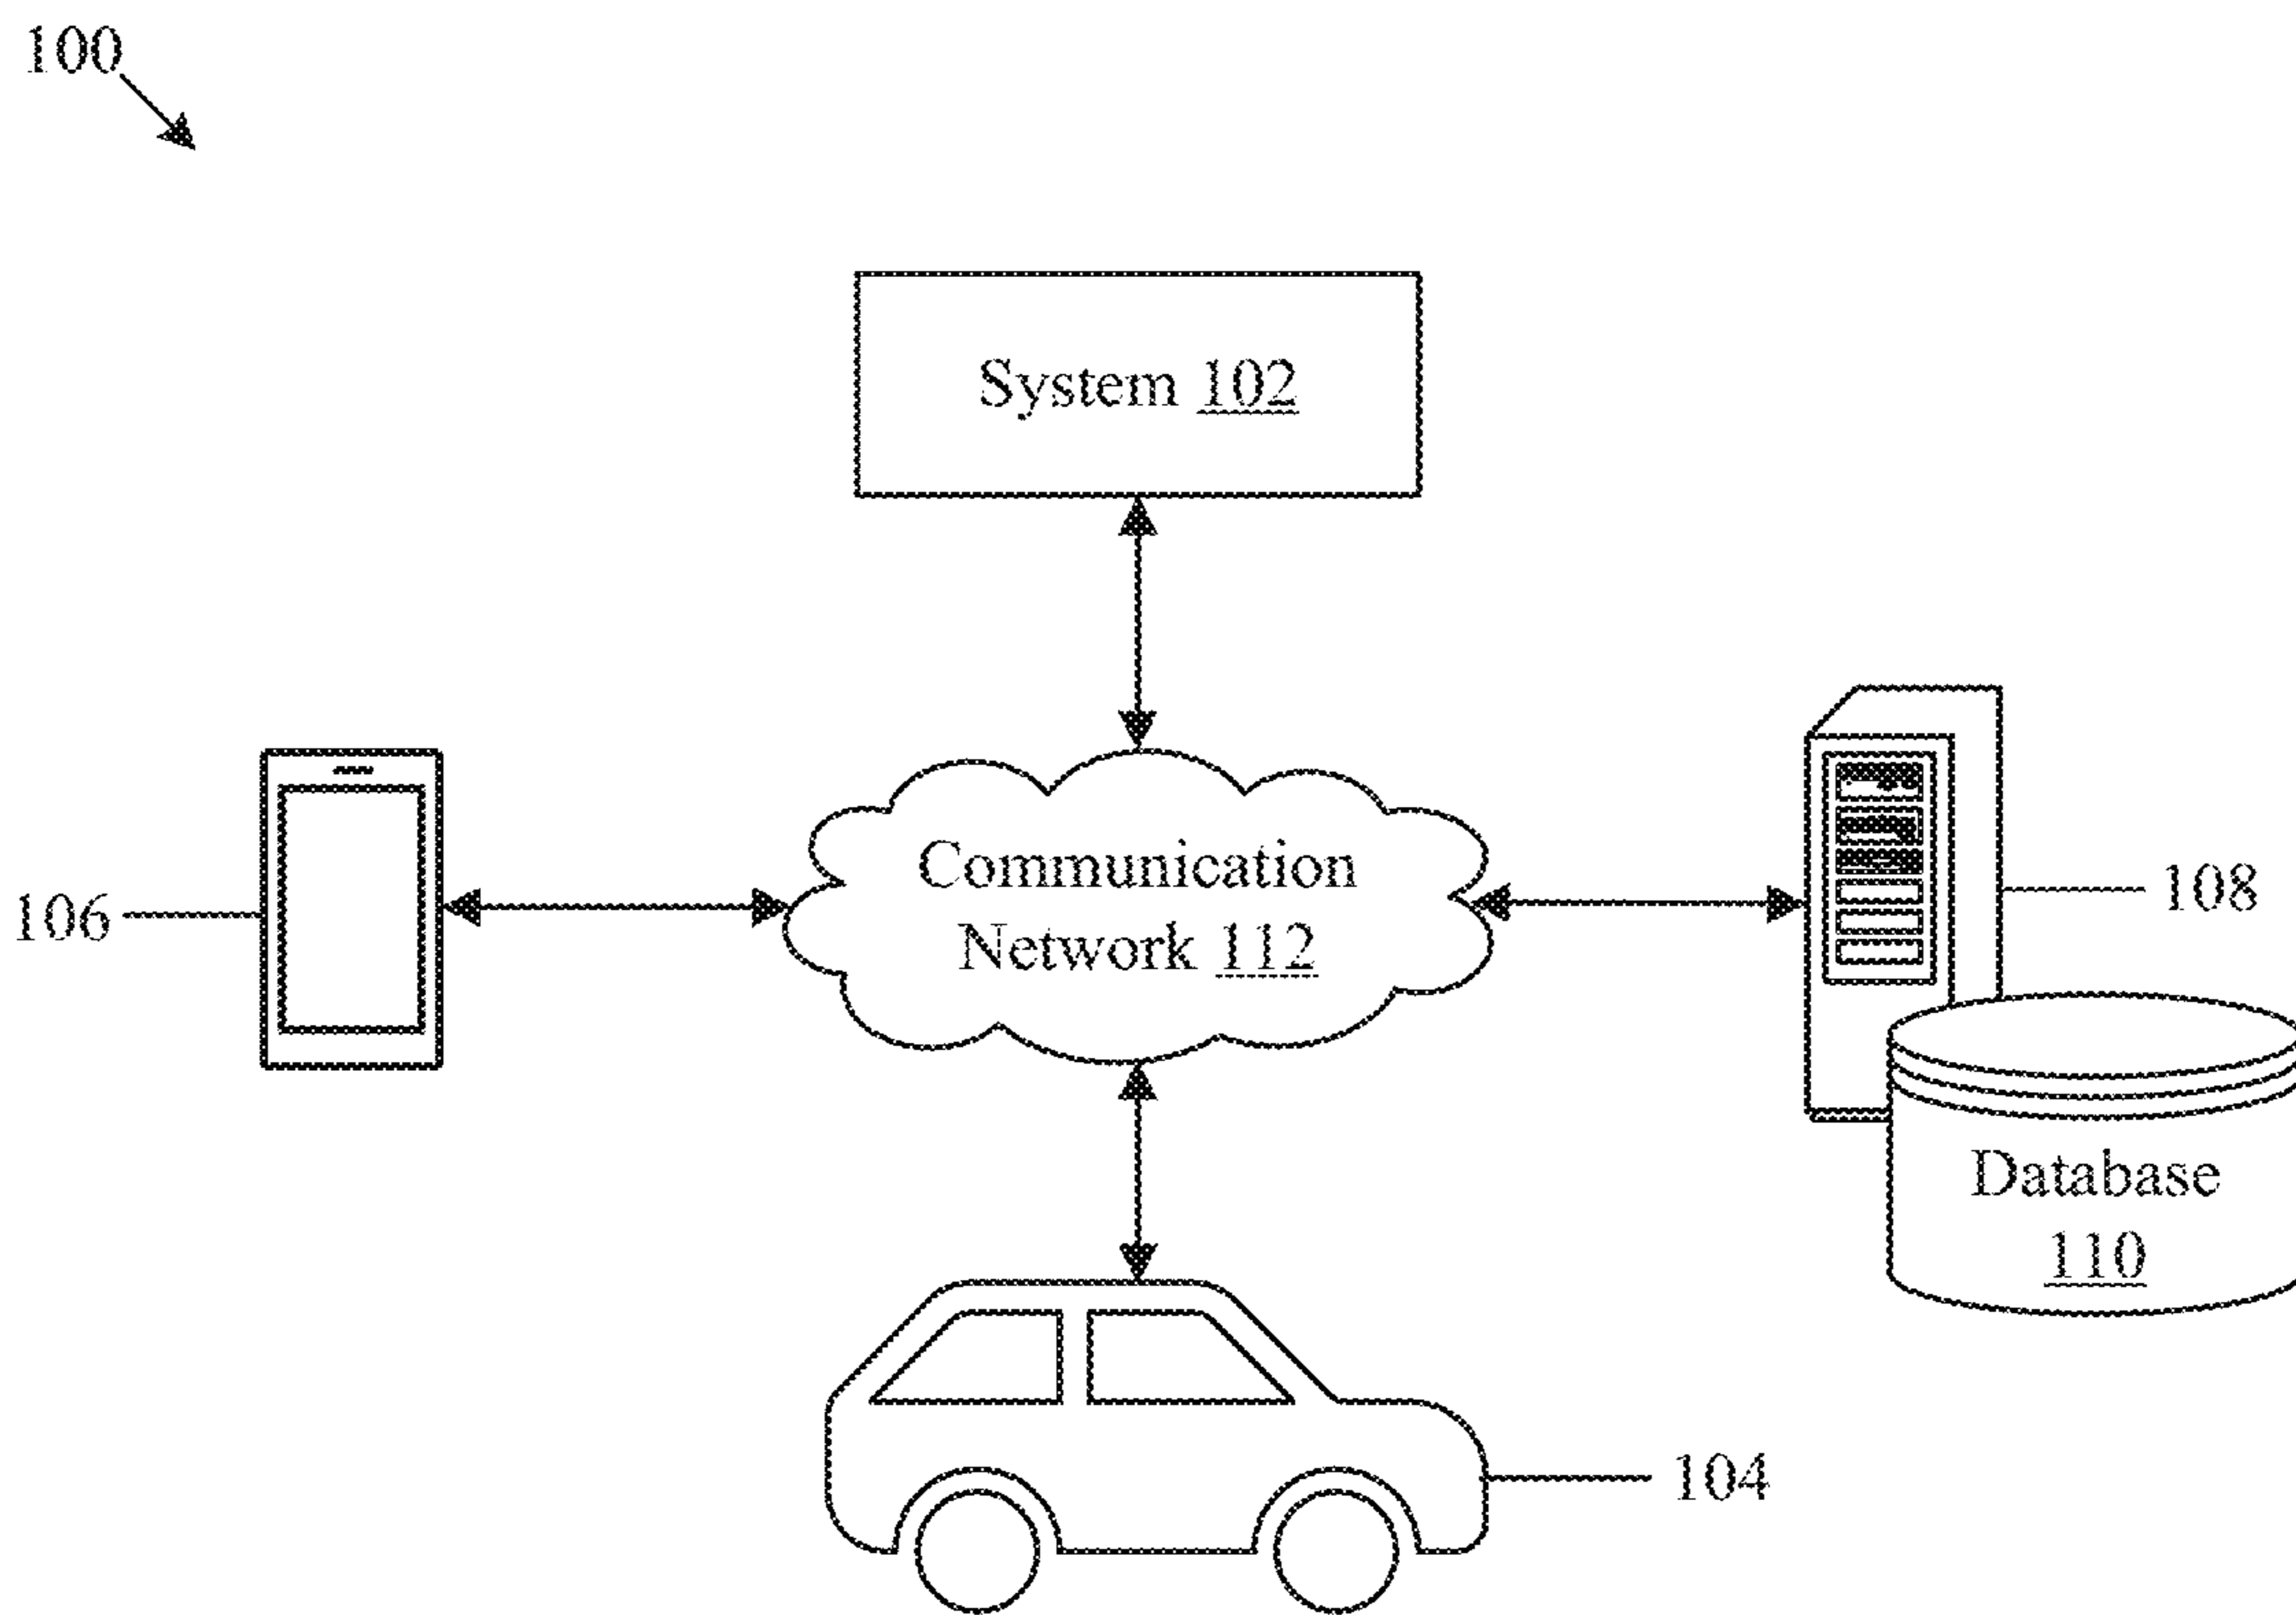 100
System 102
Communication
Network 112
106
108
Database
110
104